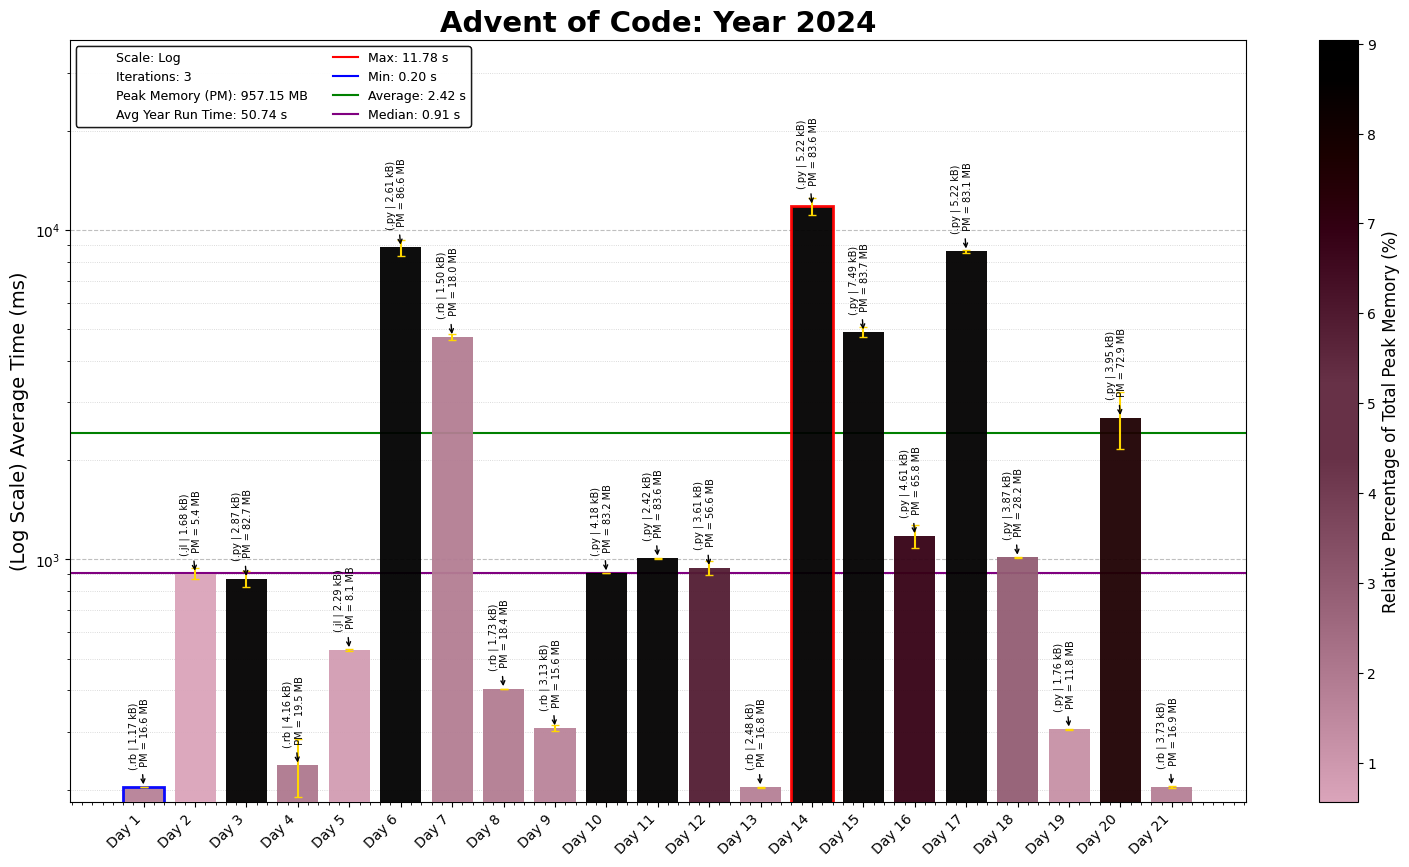 Advent of Code: Year 2024
Scale: Log
Iterations: 3
Peak Memory (PM): 957.15 MB
Avg Year Run Time: 50.74 s
Max: 11.78 s
Min: 0.20 s
Average: 2.42 s
Median: 0.91 s
(Log Scale) Average Time (ms)
10⁴
10³
(.rb | 1.17 kB)
PM = 16.6 MB
(.jl | 1.68 kB)
PM = 5.4 MB
(.py | 2.87 kB)
PM = 82.7 MB
(.rb | 4.16 kB)
PM = 19.5 MB
(.jl | 2.29 kB)
PM = 8.1 MB
(.py | 2.61 kB)
PM = 86.6 MB
(.rb | 1.50 kB)
PM = 18.0 MB
(.rb | 1.73 kB)
PM = 18.4 MB
(.rb | 3.13 kB)
PM = 15.6 MB
(.py | 4.18 kB)
PM = 83.2 MB
(.py | 2.42 kB)
PM = 83.6 MB
(.py | 3.61 kB)
PM = 56.6 MB
(.rb | 2.48 kB)
PM = 16.8 MB
(.py | 5.22 kB)
PM = 83.6 MB
(.py | 7.49 kB)
PM = 83.7 MB
(.py | 4.61 kB)
PM = 65.8 MB
(.py | 5.22 kB)
PM = 83.1 MB
(.py | 3.87 kB)
PM = 28.2 MB
(.py | 1.76 kB)
PM = 11.8 MB
(.py | 3.95 kB)
PM = 72.9 MB
(.rb | 3.73 kB)
PM = 16.9 MB
Day 1
Day 2
Day 3
Day 4
Day 5
Day 6
Day 7
Day 8
Day 9
Day 10
Day 11
Day 12
Day 13
Day 14
Day 15
Day 16
Day 17
Day 18
Day 19
Day 20
Day 21
9
8
7
6
5
4
3
2
1
Relative Percentage of Total Peak Memory (%)